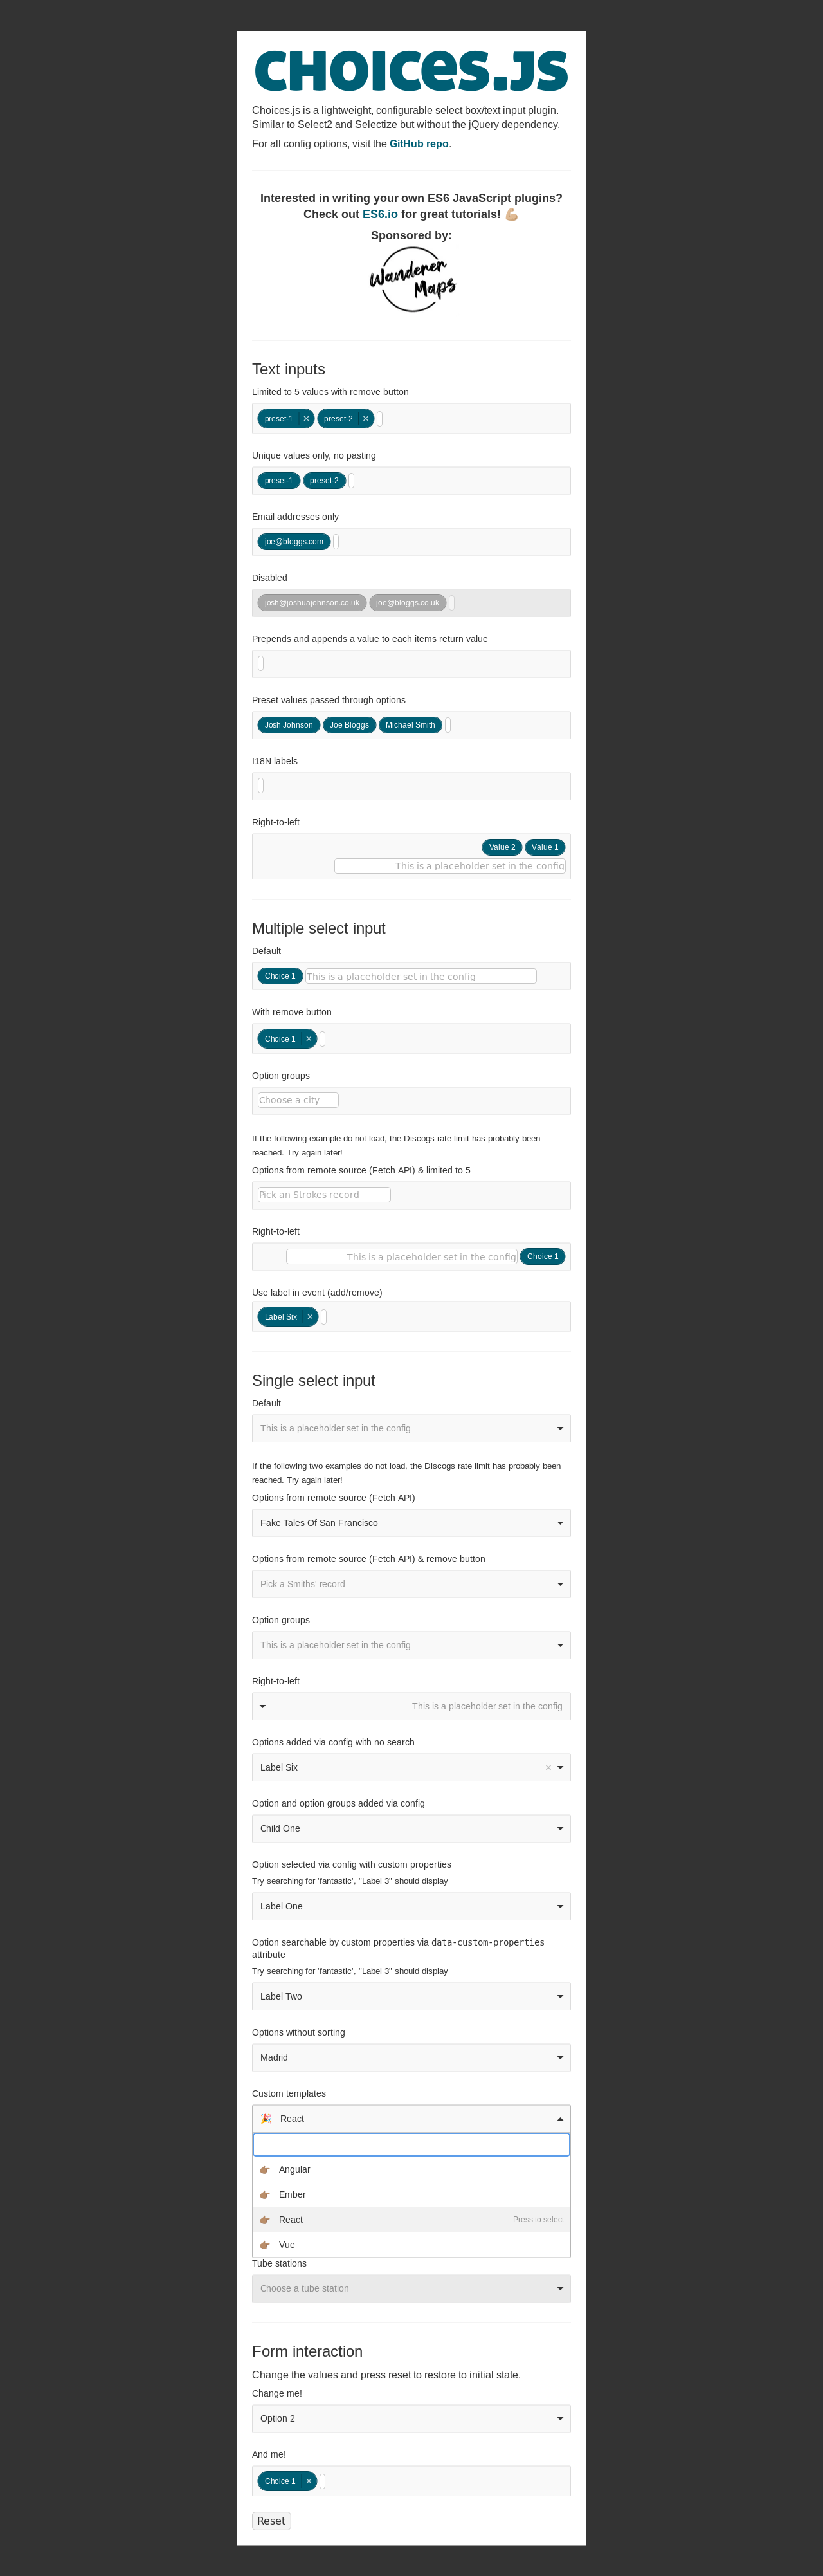 CHOICES.JS
Choices.js is a lightweight, configurable select box/text input plugin.
Similar to Select2 and Selectize but without the jQuery dependency.
For all config options, visit the GitHub repo.
Interested in writing your own ES6 JavaScript plugins?
Check out ES6.io for great tutorials! 💪🏼
Sponsored by:
Wanderer
Maps
Text inputs
Limited to 5 values with remove button
preset-1 × preset-2 ×
Unique values only, no pasting
preset-1 preset-2
Email addresses only
joe@bloggs.com
Disabled
josh@joshuajohnson.co.uk joe@bloggs.co.uk
Prepends and appends a value to each items return value
Preset values passed through options
Josh Johnson Joe Bloggs Michael Smith
I18N labels
Right-to-left
Value 2 Value 1
This is a placeholder set in the config
Multiple select input
Default
Choice 1 This is a placeholder set in the config
With remove button
Choice 1 ×
Option groups
Choose a city
If the following example do not load, the Discogs rate limit has probably been
reached. Try again later!
Options from remote source (Fetch API) & limited to 5
Pick an Strokes record
Right-to-left
This is a placeholder set in the config Choice 1
Use label in event (add/remove)
Label Six ×
Single select input
Default
This is a placeholder set in the config
If the following two examples do not load, the Discogs rate limit has probably been
reached. Try again later!
Options from remote source (Fetch API)
Fake Tales Of San Francisco
Options from remote source (Fetch API) & remove button
Pick a Smiths' record
Option groups
This is a placeholder set in the config
Right-to-left
This is a placeholder set in the config
Options added via config with no search
Label Six ×
Option and option groups added via config
Child One
Option selected via config with custom properties
Try searching for 'fantastic', "Label 3" should display
Label One
Option searchable by custom properties via data-custom-properties
attribute
Try searching for 'fantastic', "Label 3" should display
Label Two
Options without sorting
Madrid
Custom templates
🎉 React
👉🏽 Angular
👉🏽 Ember
👉🏽 React Press to select
👉🏽 Vue
Tube stations
Choose a tube station
Form interaction
Change the values and press reset to restore to initial state.
Change me!
Option 2
And me!
Choice 1 ×
Reset